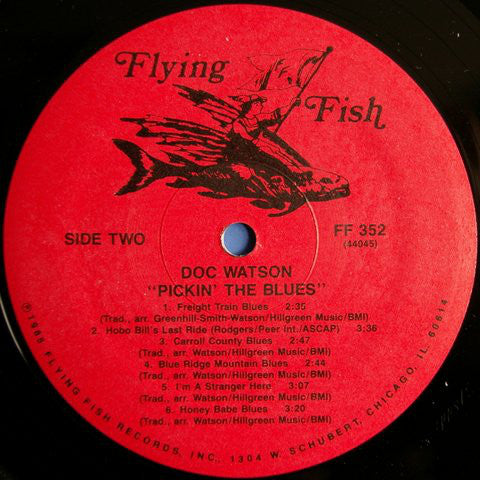 Flying
Fish
SIDE TWO
FF 352
(44045)
DOC WATSON
"PICKIN' THE BLUES"
1. Freight Train Blues 2:35
(Trad., arr. Greenhill-Smith-Watson/Hillgreen Music/BMI)
2. Hobo Bill's Last Ride (Rodgers/Peer Int./ASCAP) 3:36
3. Carroll County Blues 2:47
(Trad., arr. Watson/Hillgreen Music/BMI)
4. Blue Ridge Mountain Blues 2:44
(Trad., arr. Watson/Hillgreen Music/BMI)
5. I'm A Stranger Here 3:07
(Trad., arr. Watson/Hillgreen Music/BMI)
6. Honey Babe Blues 3:20
(Trad., arr. Watson/Hillgreen Music/BMI)
℗1985 FLYING FISH RECORDS, INC., 1304 W. SCHUBERT, CHICAGO, IL 60614